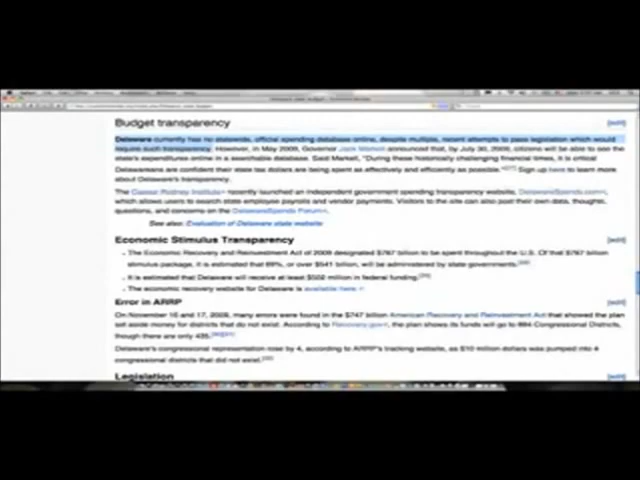 Budget transparency [edit]
Delaware currently has no statewide, official spending database online, despite multiple, recent attempts to pass legislation which would
require such transparency. However, in May 2009, Governor Jack Markell announced that, by July 30, 2009, citizens will be able to see the
state's expenditures online in a searchable database. Said Markell, "During these historically challenging financial times, it is critical
Delawareans are confident their state tax dollars are being spent as effectively and efficiently as possible." Sign up here to learn more
about Delaware's transparency.
The Caesar Rodney Institute recently launched an independent government spending transparency website, DelawareSpends.com,
which allows users to search state employee payroll and vendor payments. Visitors to the site can also post their own data, thoughts,
questions, and concerns on the DelawareSpends Forum.
See also: Evaluation of Delaware state website
Economic Stimulus Transparency [edit]
The Economic Recovery and Reinvestment Act of 2009 designated $787 billion to be spent throughout the U.S. Of that $787 billion
stimulus package, it is estimated that 69%, or over $541 billion, will be administered by state governments.
It is estimated that Delaware will receive at least $502 million in federal funding.
The economic recovery website for Delaware is available here
Error in ARRP [edit]
On November 16 and 17, 2009, many errors were found in the $747 billion American Recovery and Reinvestment Act that showed the plan
set aside money for districts that do not exist. According to Recovery.gov, the plan shows its funds will go to 884 Congressional Districts,
though there are only 435.
Delaware's congressional representation rose by 4, according to ARRP's tracking website, as $10 million dollars was pumped into 4
congressional districts that did not exist.
Legislation [edit]